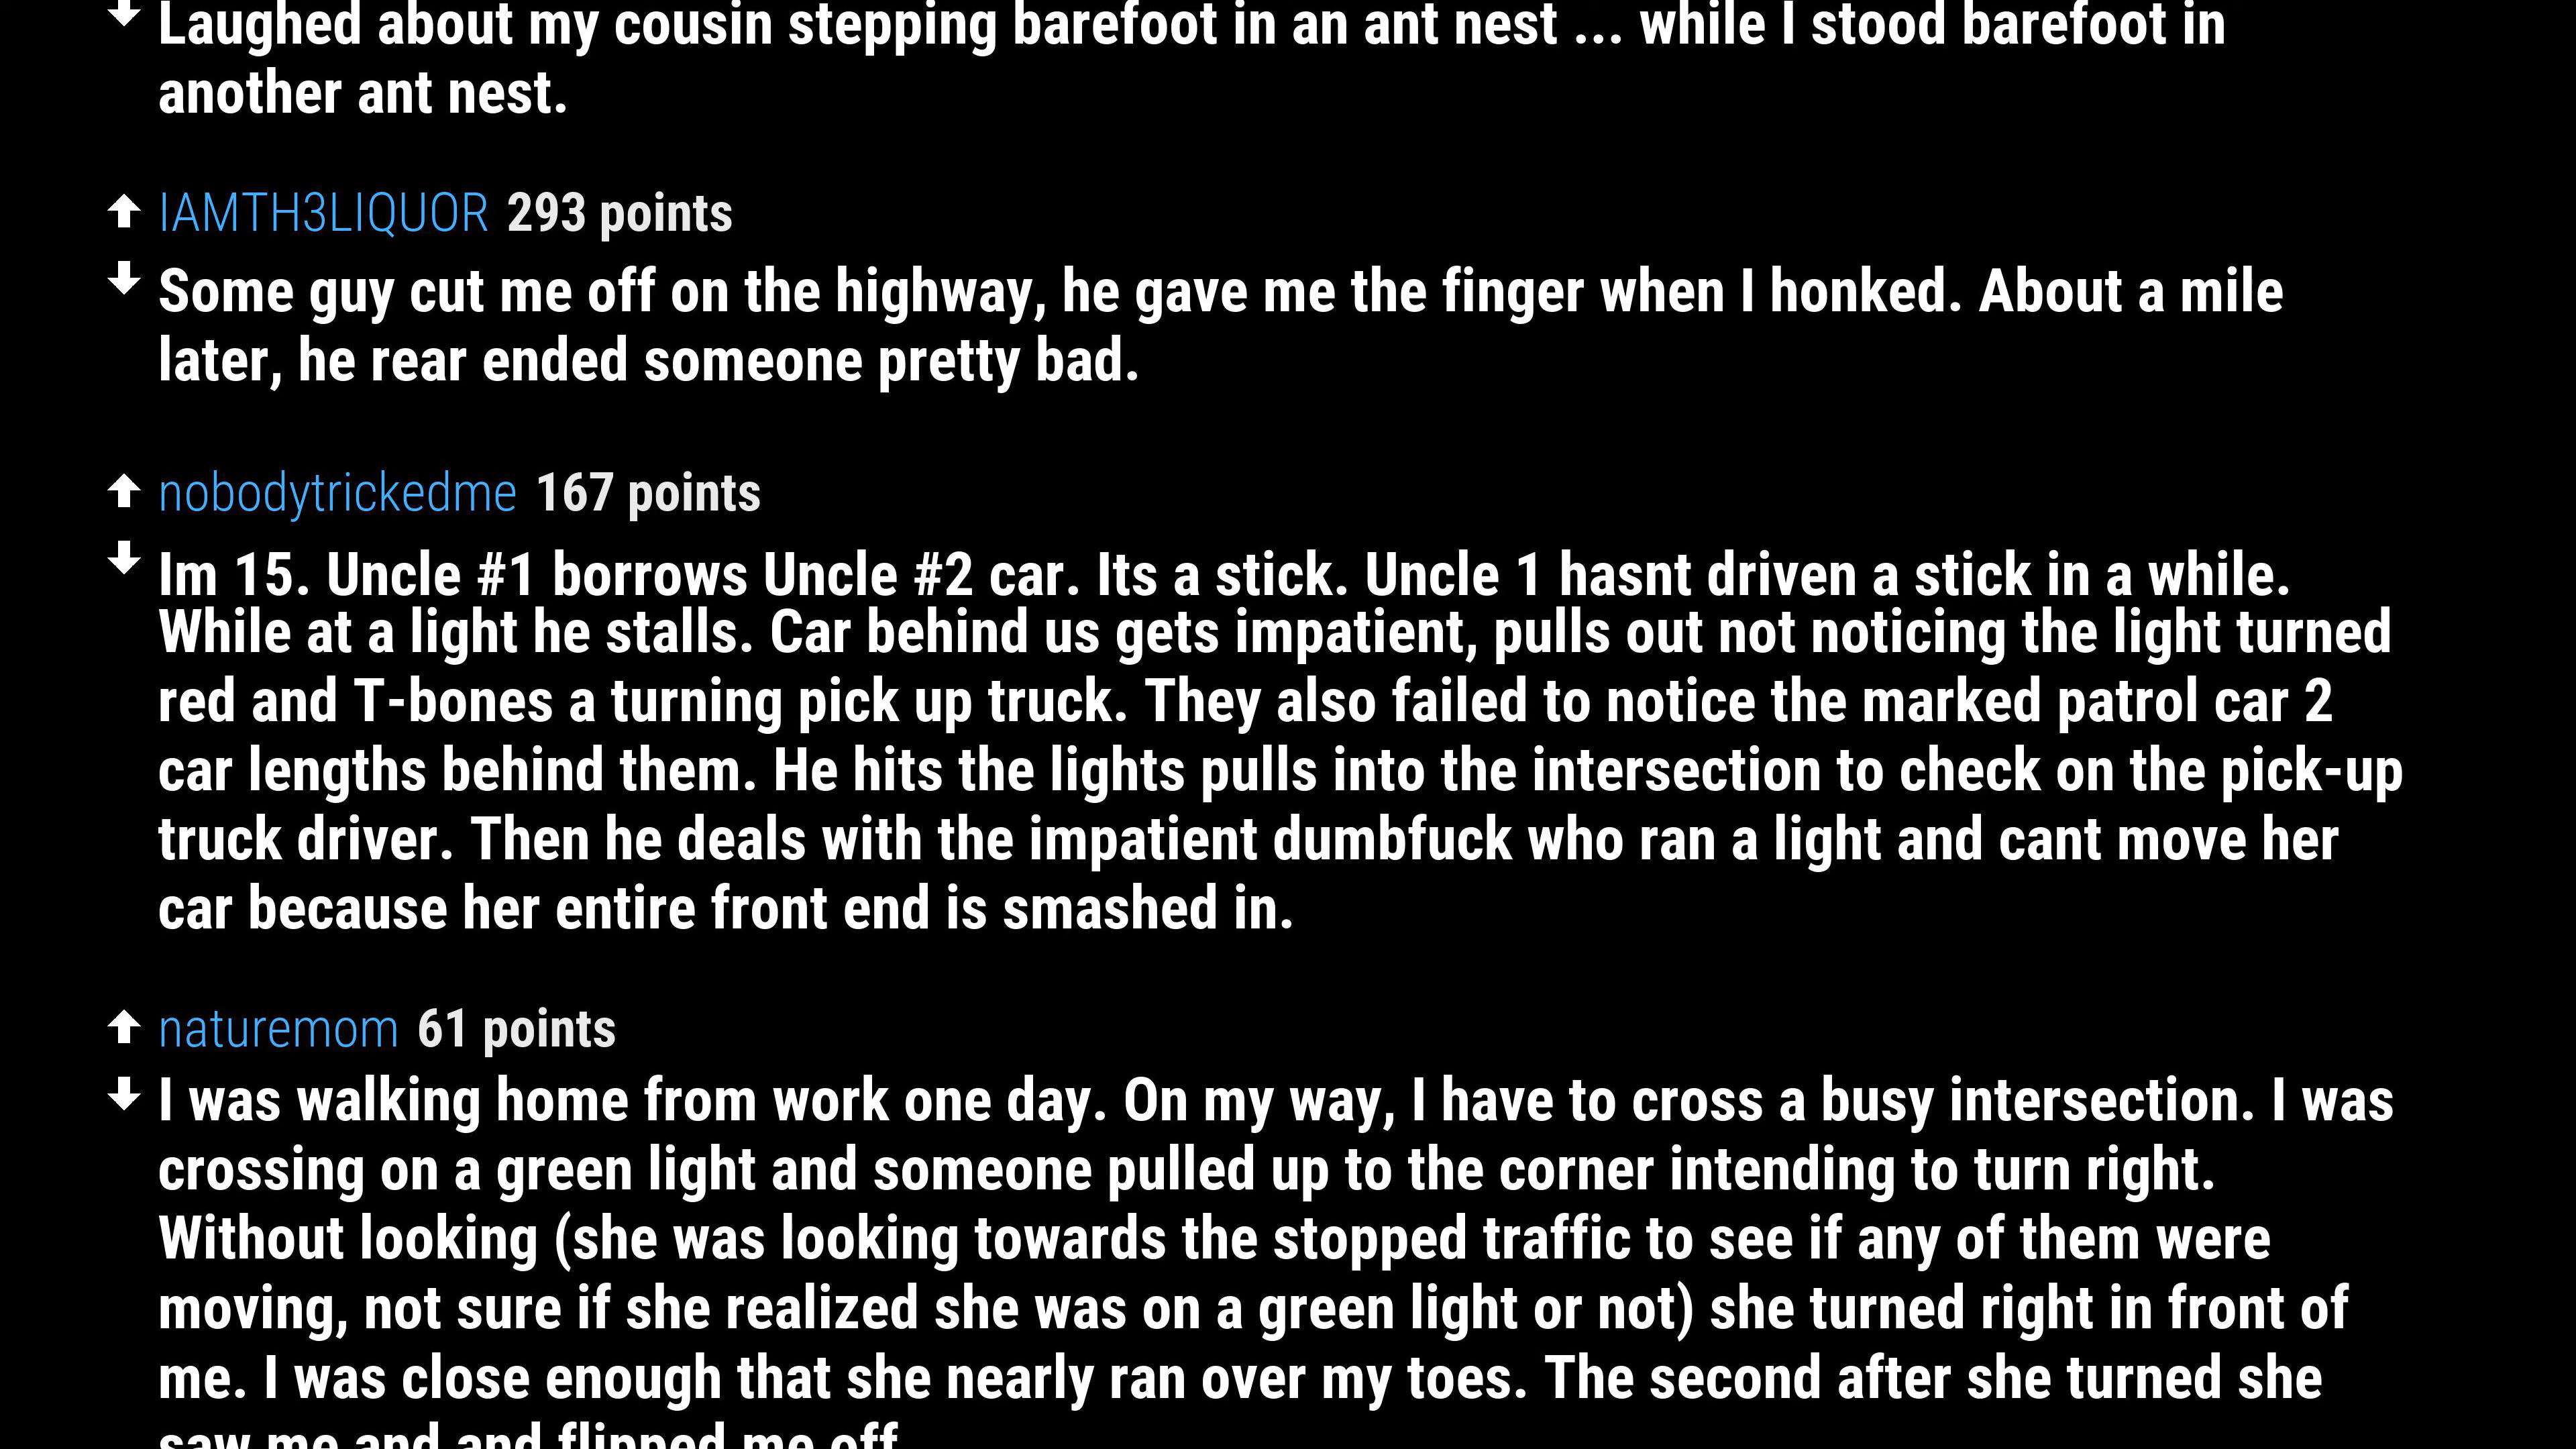 Laughed about my cousin stepping barefoot in an ant nest ... while I stood barefoot in
another ant nest.
IAMTH3LIQUOR 293 points
Some guy cut me off on the highway, he gave me the finger when I honked. About a mile
later, he rear ended someone pretty bad.
nobodytrickedme 167 points
Im 15. Uncle #1 borrows Uncle #2 car. Its a stick. Uncle 1 hasnt driven a stick in a while.
While at a light he stalls. Car behind us gets impatient, pulls out not noticing the light turned
red and T-bones a turning pick up truck. They also failed to notice the marked patrol car 2
car lengths behind them. He hits the lights pulls into the intersection to check on the pick-up
truck driver. Then he deals with the impatient dumbfuck who ran a light and cant move her
car because her entire front end is smashed in.
naturemom 61 points
I was walking home from work one day. On my way, I have to cross a busy intersection. I was
crossing on a green light and someone pulled up to the corner intending to turn right.
Without looking (she was looking towards the stopped traffic to see if any of them were
moving, not sure if she realized she was on a green light or not) she turned right in front of
me. I was close enough that she nearly ran over my toes. The second after she turned she
saw me and and flipped me off